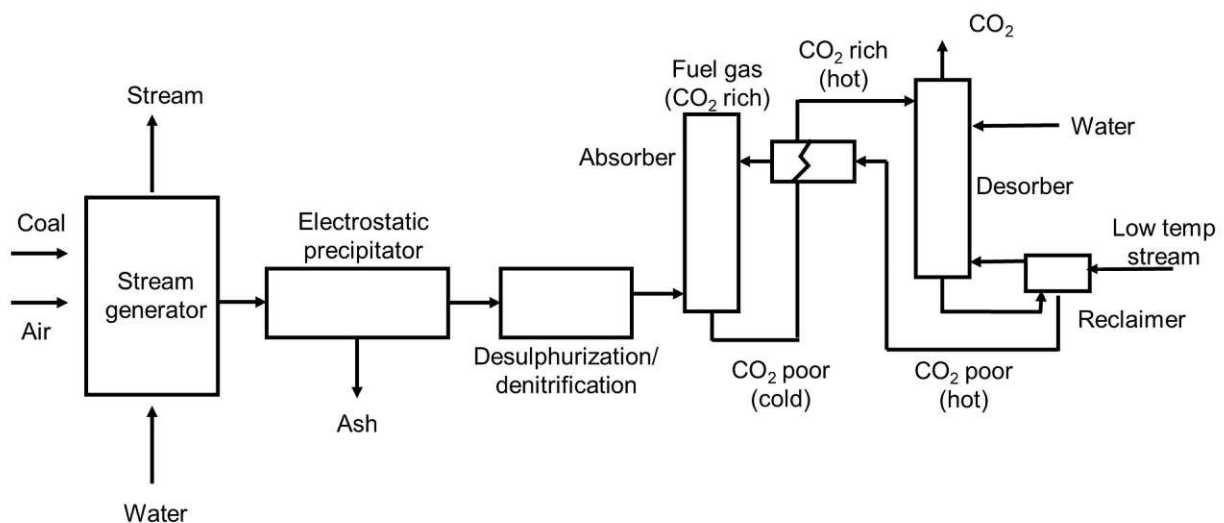 Stream
Coal
Air
Stream
generator
Water
Electrostatic
precipitator
Ash
Desulphurization/
denitrification
Absorber
Fuel gas
(CO₂ rich)
CO₂ poor
(cold)
CO₂ rich
(hot)
CO₂
Water
Desorber
Low temp
stream
Reclaimer
CO₂ poor
(hot)